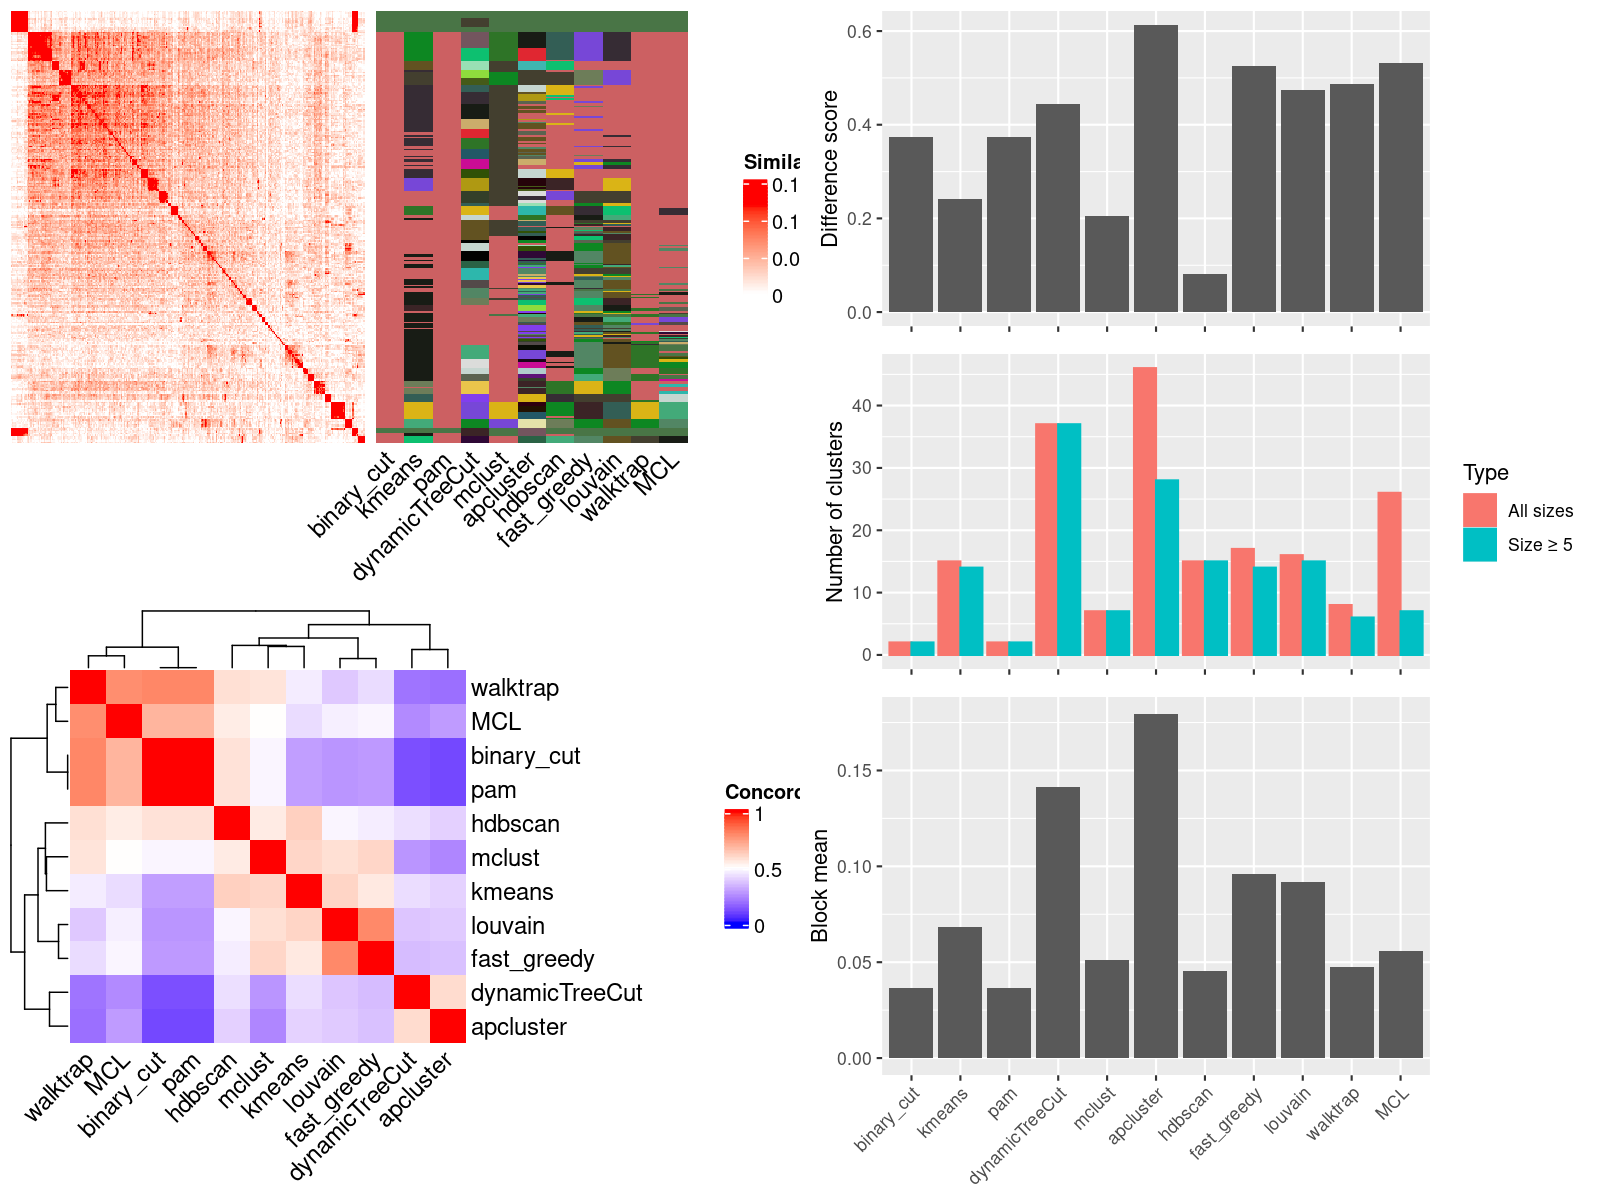 Simila
0.1
0.1
0.0
0
binary_cut
kmeans
pam
dynamicTreeCut
mclust
apcluster
hdbscan
fast_greedy
louvain
walktrap
MCL
walktrap
MCL
binary_cut
pam
hdbscan
mclust
kmeans
louvain
fast_greedy
dynamicTreeCut
apcluster
walktrap
MCL
binary_cut
pam
hdbscan
mclust
kmeans
louvain
fast_greedy
dynamicTreeCut
apcluster
Concord
1
0.5
0
Difference score
0.6
0.4
0.2
0.0
Number of clusters
40
30
20
10
0
Type
All sizes
Size ≥ 5
Block mean
0.15
0.10
0.05
0.00
binary_cut
kmeans
pam
dynamicTreeCut
mclust
apcluster
hdbscan
fast_greedy
louvain
walktrap
MCL